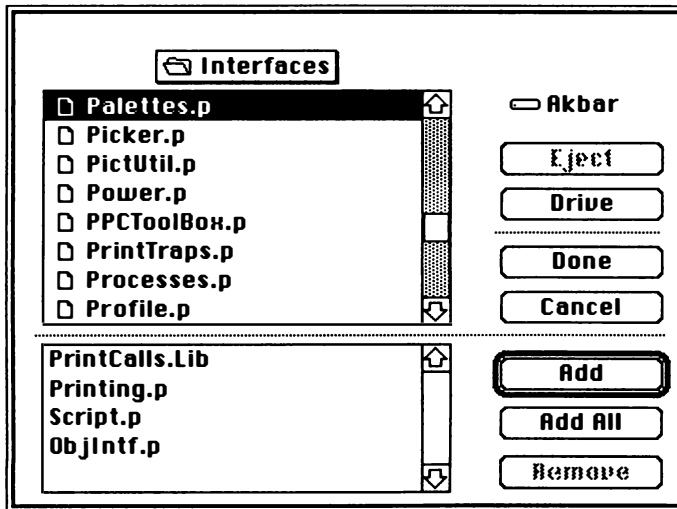 Interfaces
Palettes.p
Picker.p
PictUtil.p
Power.p
PPCToolBox.p
PrintTraps.p
Processes.p
Profile.p
Akbar
Eject
Drive
Done
Cancel
PrintCalls.Lib
Printing.p
Script.p
ObjIntf.p
Add
Add All
Remove